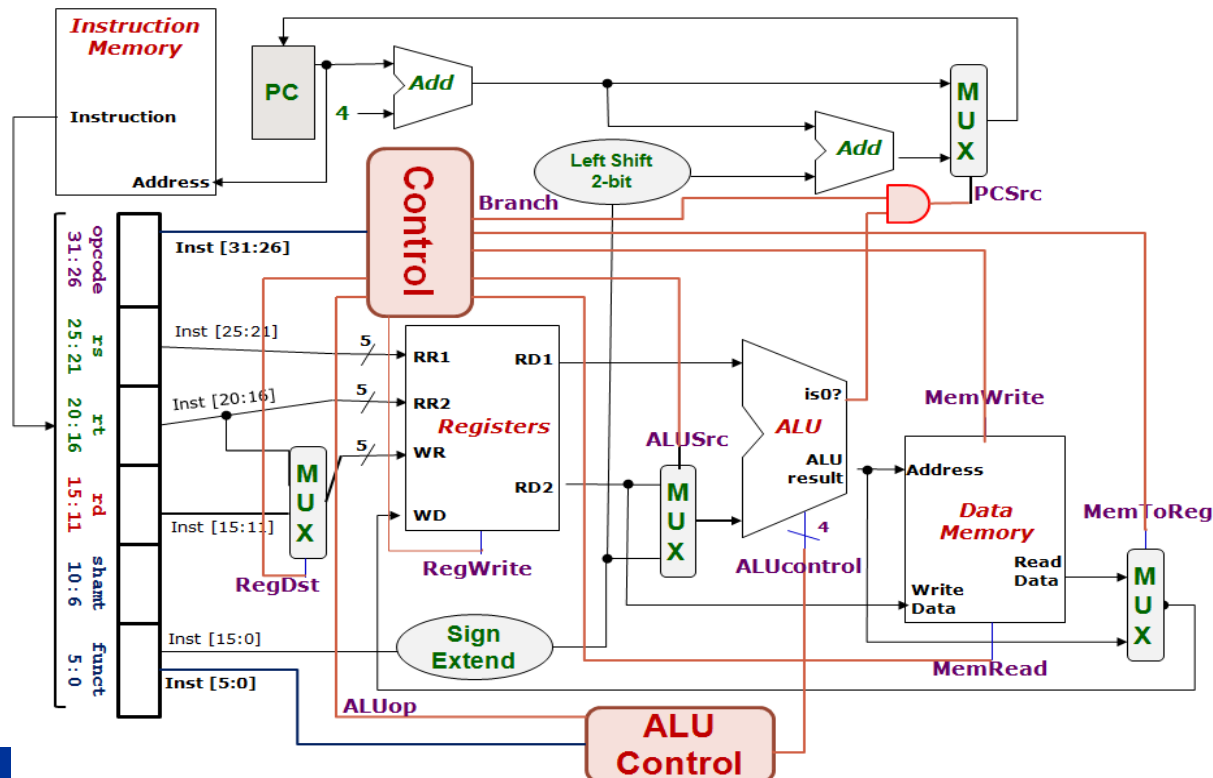 Instruction
Memory
Instruction
Address
PC
4
Add
Left Shift
2-bit
Add
M
U
X
PCSrc
Control
Branch
opcode
31:26
Inst [31:26]
rs
25:21
Inst [25:21]
5
RR1
RD1
rt
20:16
Inst [20:16]
5
RR2
Registers
5
WR
RD2
WD
M
U
X
rd
15:11
Inst [15:11]
RegDst
RegWrite
is0?
ALU
ALU
result
ALUSrc
M
U
X
4
ALUcontrol
MemWrite
Address
Data
Memory
Read
Data
Write
Data
MemRead
MemToReg
M
U
X
shamt
10:6
funct
5:0
Inst [15:0]
Sign
Extend
Inst [5:0]
ALUop
ALU
Control